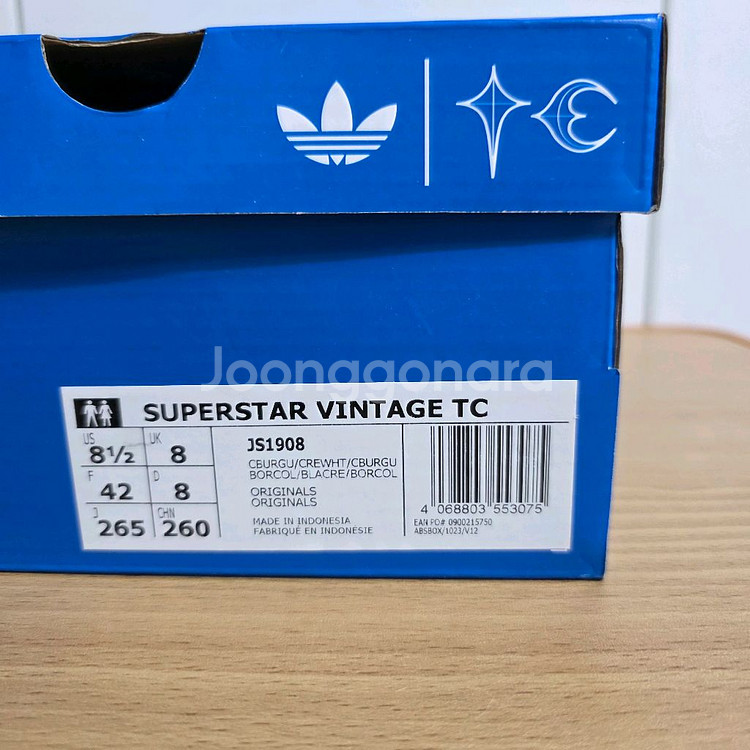 Joonggonara
SUPERSTAR VINTAGE TC
US
8½
UK
8
F
42
D
8
J
265
CHN
260
JS1908
CBURGU/CREWHT/CBURGU
BORCOL/BLACRE/BORCOL
ORIGINALS
ORIGINALS
MADE IN INDONESIA
FABRIQUÉ EN INDONÉSIE
4 068803 553075
EAN PO# 0900215750
ABSBOX/1023/V12